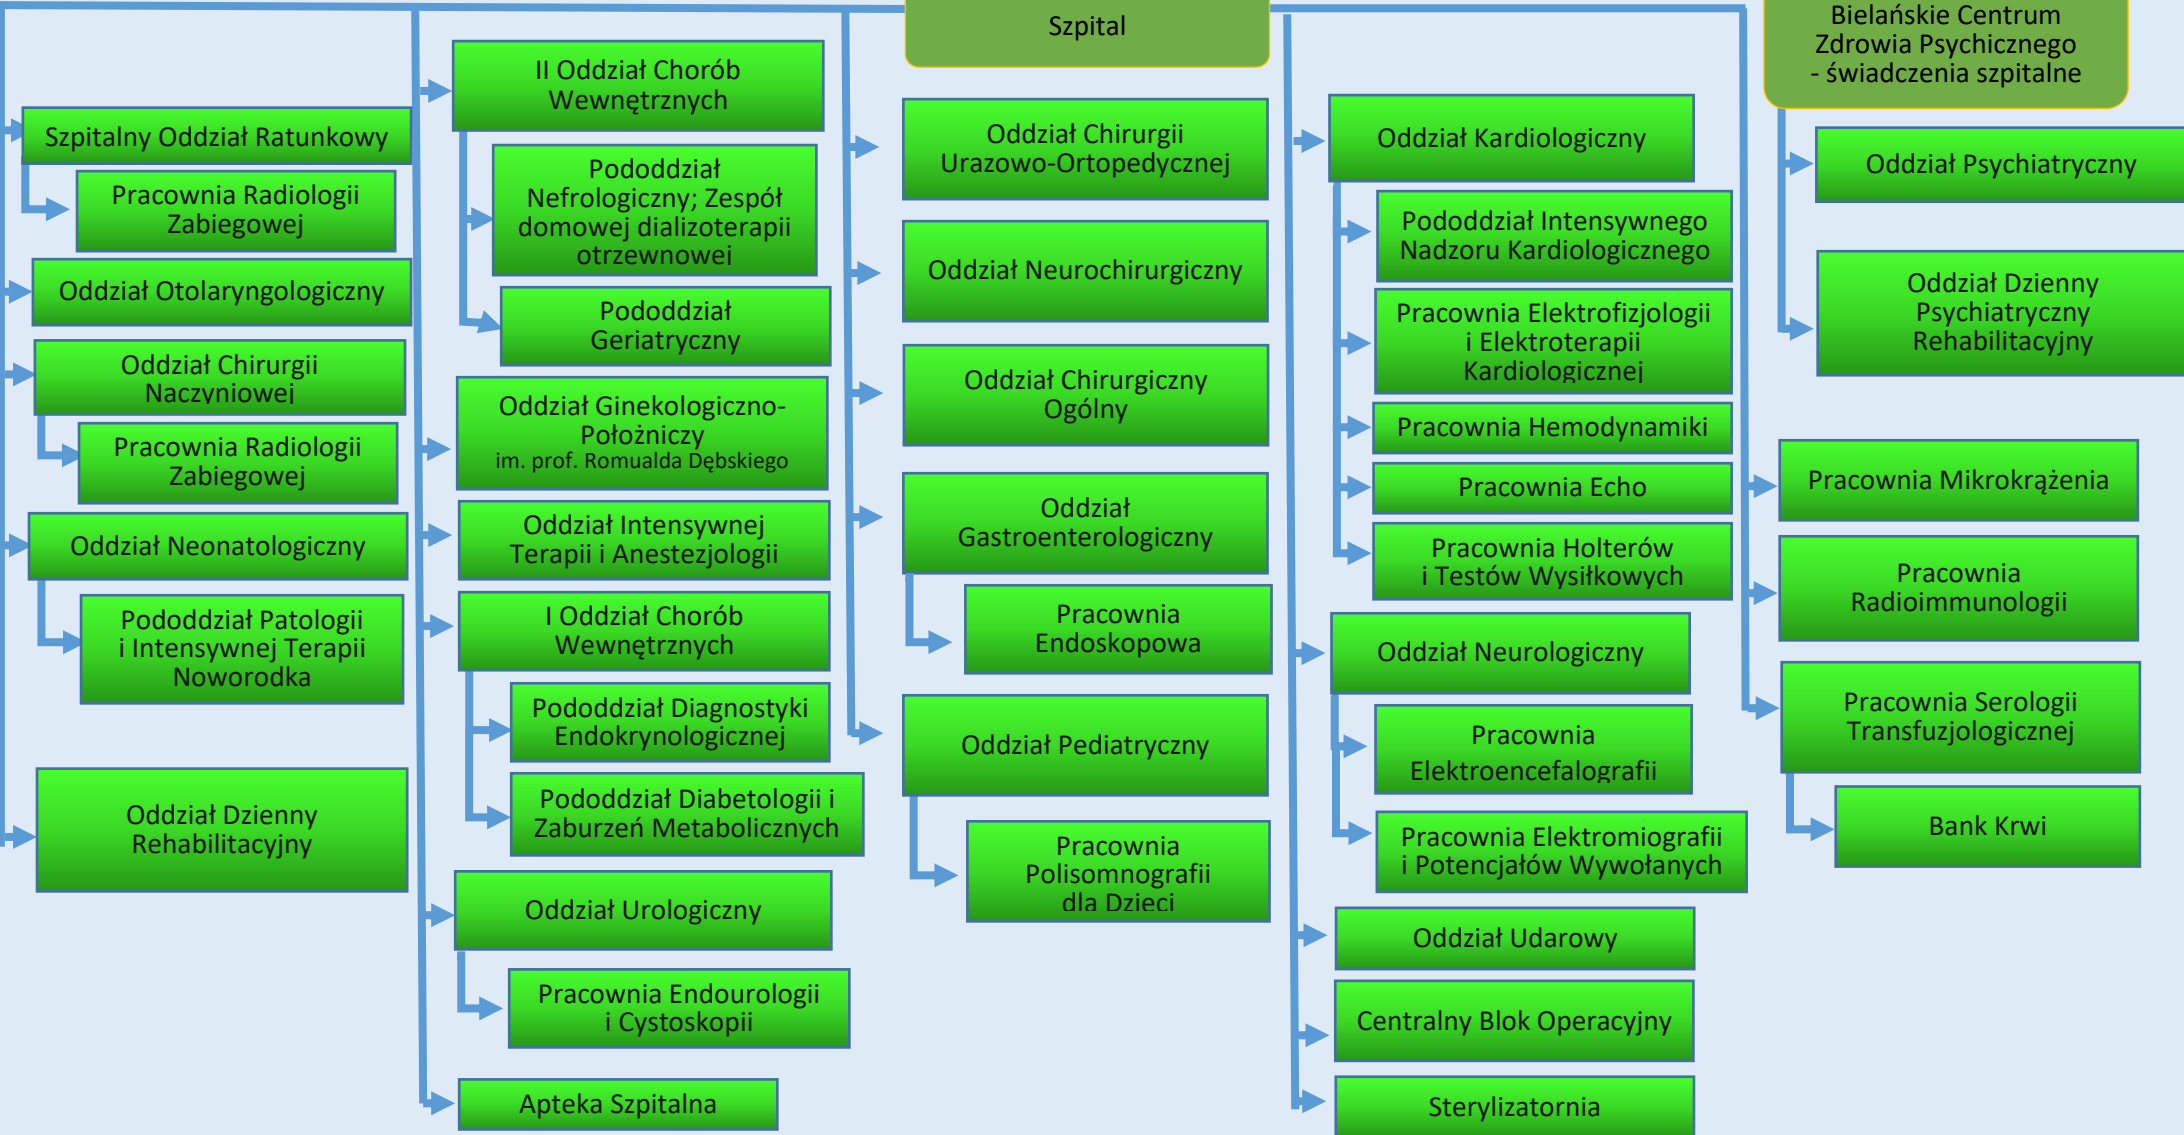 Szpital
Bielańskie Centrum
Zdrowia Psychicznego
- świadczenia szpitalne
Szpitalny Oddział Ratunkowy
Pracownia Radiologii
Zabiegowej
Oddział Otolaryngologiczny
Oddział Chirurgii
Naczyniowej
Pracownia Radiologii
Zabiegowej
Oddział Neonatologiczny
Pododdział Patologii
i Intensywnej Terapii
Noworodka
Oddział Dzienny
Rehabilitacyjny
II Oddział Chorób
Wewnętrznych
Pododdział
Nefrologiczny; Zespół
domowej dializoterapii
otrzewnowej
Pododdział
Geriatryczny
Oddział Ginekologiczno-
Położniczy
im. prof. Romualda Dębskiego
Oddział Intensywnej
Terapii i Anestezjologii
I Oddział Chorób
Wewnętrznych
Pododdział Diagnostyki
Endokrynologicznej
Pododdział Diabetologii i
Zaburzeń Metabolicznych
Oddział Urologiczny
Pracownia Endourologii
i Cystoskopii
Apteka Szpitalna
Oddział Chirurgii
Urazowo-Ortopedycznej
Oddział Neurochirurgiczny
Oddział Chirurgiczny
Ogólny
Oddział
Gastroenterologiczny
Pracownia
Endoskopowa
Oddział Pediatryczny
Pracownia
Polisomnografii
dla Dzieci
Oddział Kardiologiczny
Pododdział Intensywnego
Nadzoru Kardiologicznego
Pracownia Elektrofizjologii
i Elektroterapii
Kardiologicznej
Pracownia Hemodynamiki
Pracownia Echo
Pracownia Holterów
i Testów Wysiłkowych
Oddział Neurologiczny
Pracownia
Elektroencefalografii
Pracownia Elektromiografii
i Potencjałów Wywołanych
Oddział Udarowy
Centralny Blok Operacyjny
Sterylizatornia
Oddział Psychiatryczny
Oddział Dzienny
Psychiatryczny
Rehabilitacyjny
Pracownia Mikrokrążenia
Pracownia
Radioimmunologii
Pracownia Serologii
Transfuzjologicznej
Bank Krwi